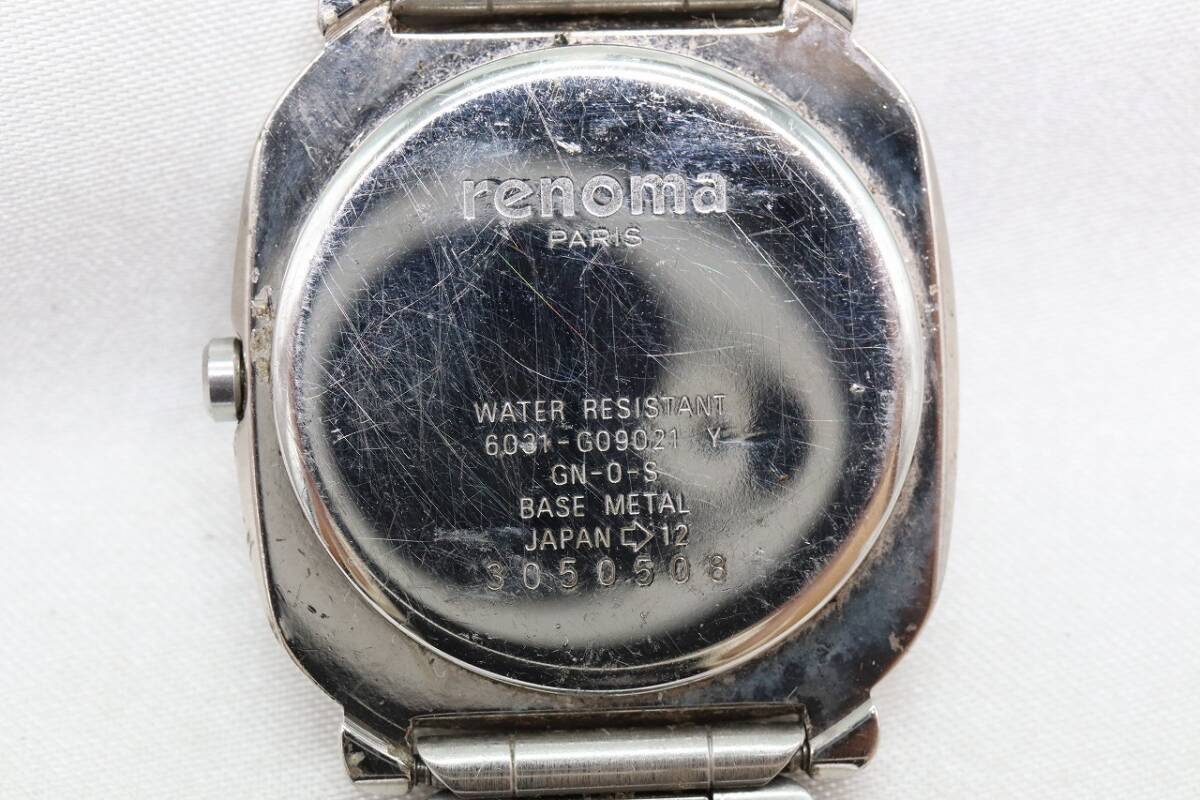 renoma
PARIS
WATER RESISTANT
6031-G09021 Y
GN-0-S
BASE METAL
JAPAN ⇨12
3050508